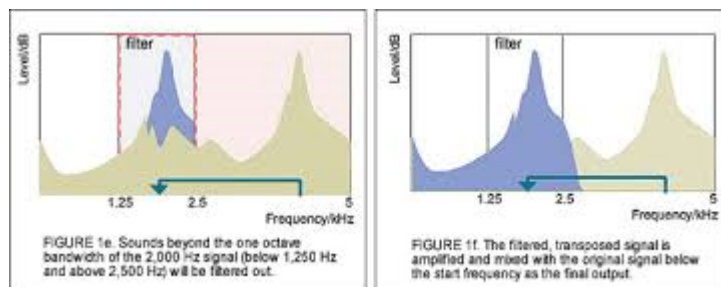 filter
Level/dB
1.25
2.5
5
Frequency/kHz
FIGURE 1e. Sounds beyond the one octave
bandwidth of the 2,000 Hz signal (below 1,250 Hz
and above 2,500 Hz) will be filtered out.
filter
Level/dB
1.25
2.5
5
Frequency/kHz
FIGURE 1f. The filtered, transposed signal is
amplified and mixed with the original signal below
the start frequency as the final output.